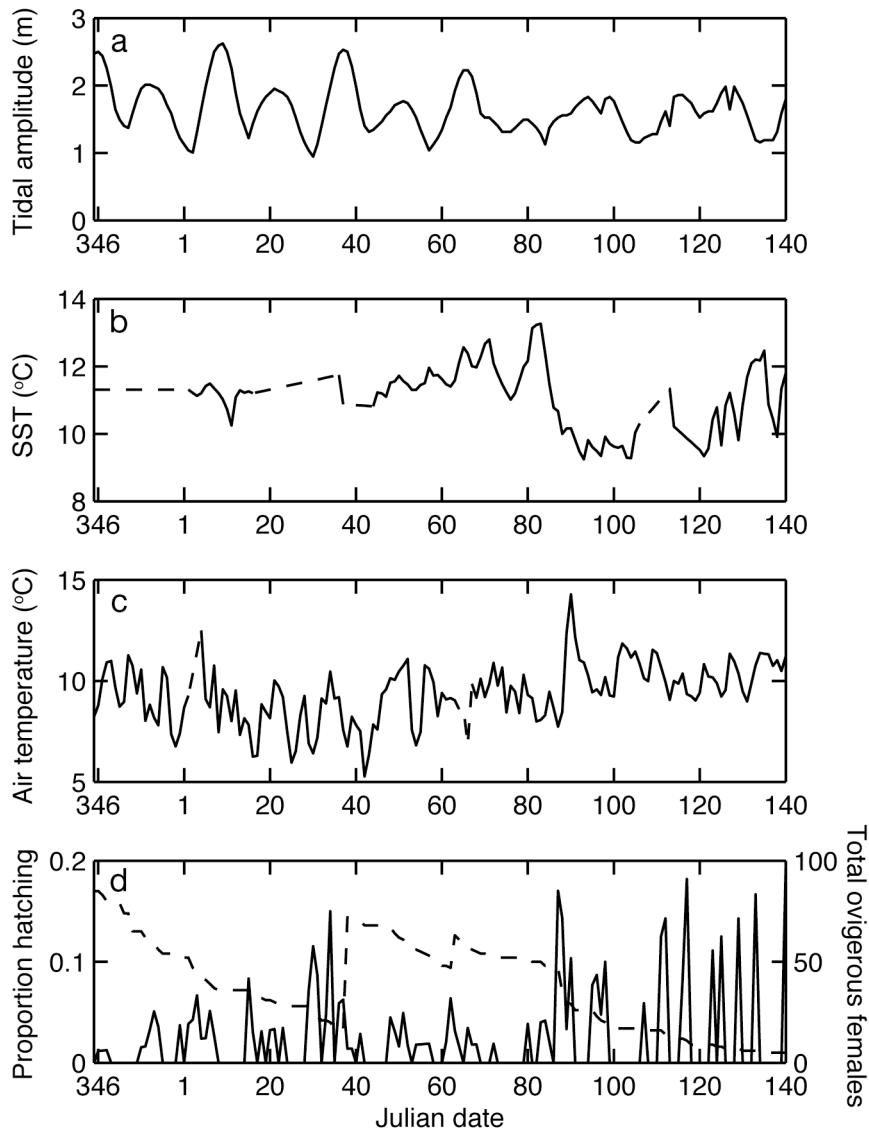 3
a
2
1
0
Tidal amplitude (m)
346 1 20 40 60 80 100 120 140
14
b
12
10
8
SST (°C)
346 1 20 40 60 80 100 120 140
15
c
10
5
Air temperature (°C)
346 1 20 40 60 80 100 120 140
0.2 100
d
0.1 50
0 0
Proportion hatching
Total ovigerous females
346 1 20 40 60 80 100 120 140
Julian date